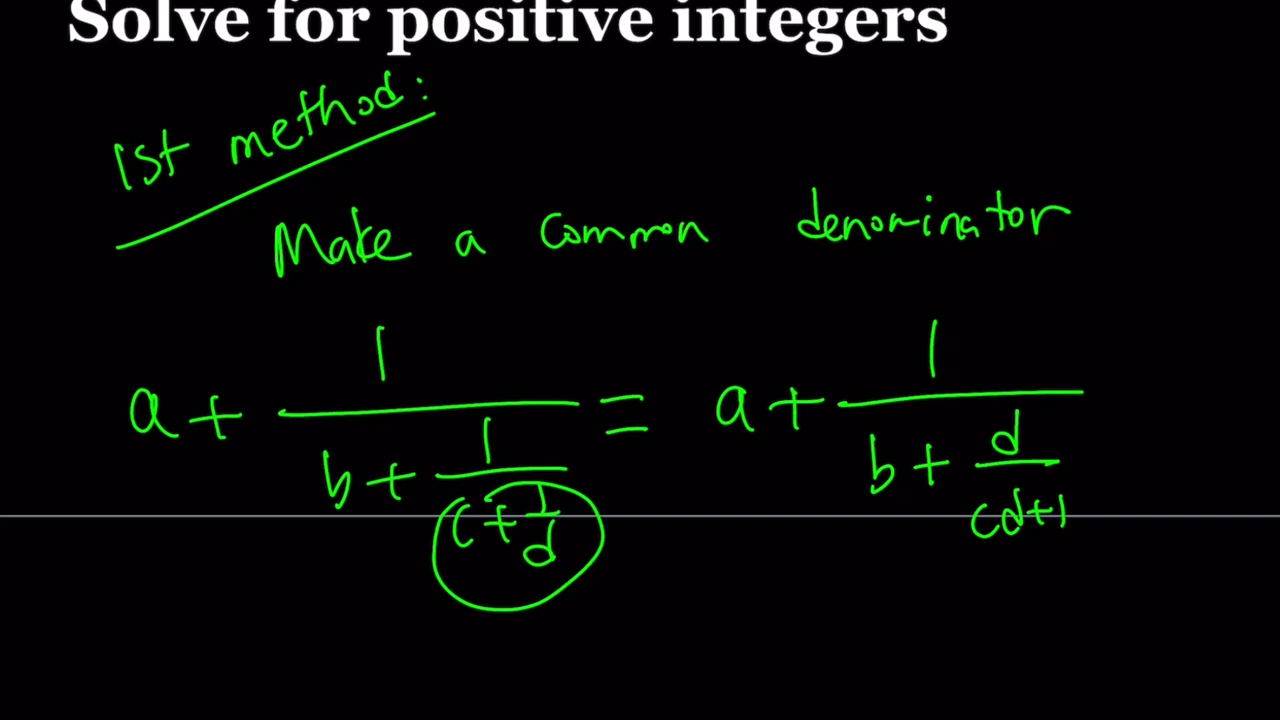 Solve for positive integers
1st method:
Make a common denominator
a + 1/(b + 1/(c + 1/d)) = a + 1/(b + d/(cd+1))